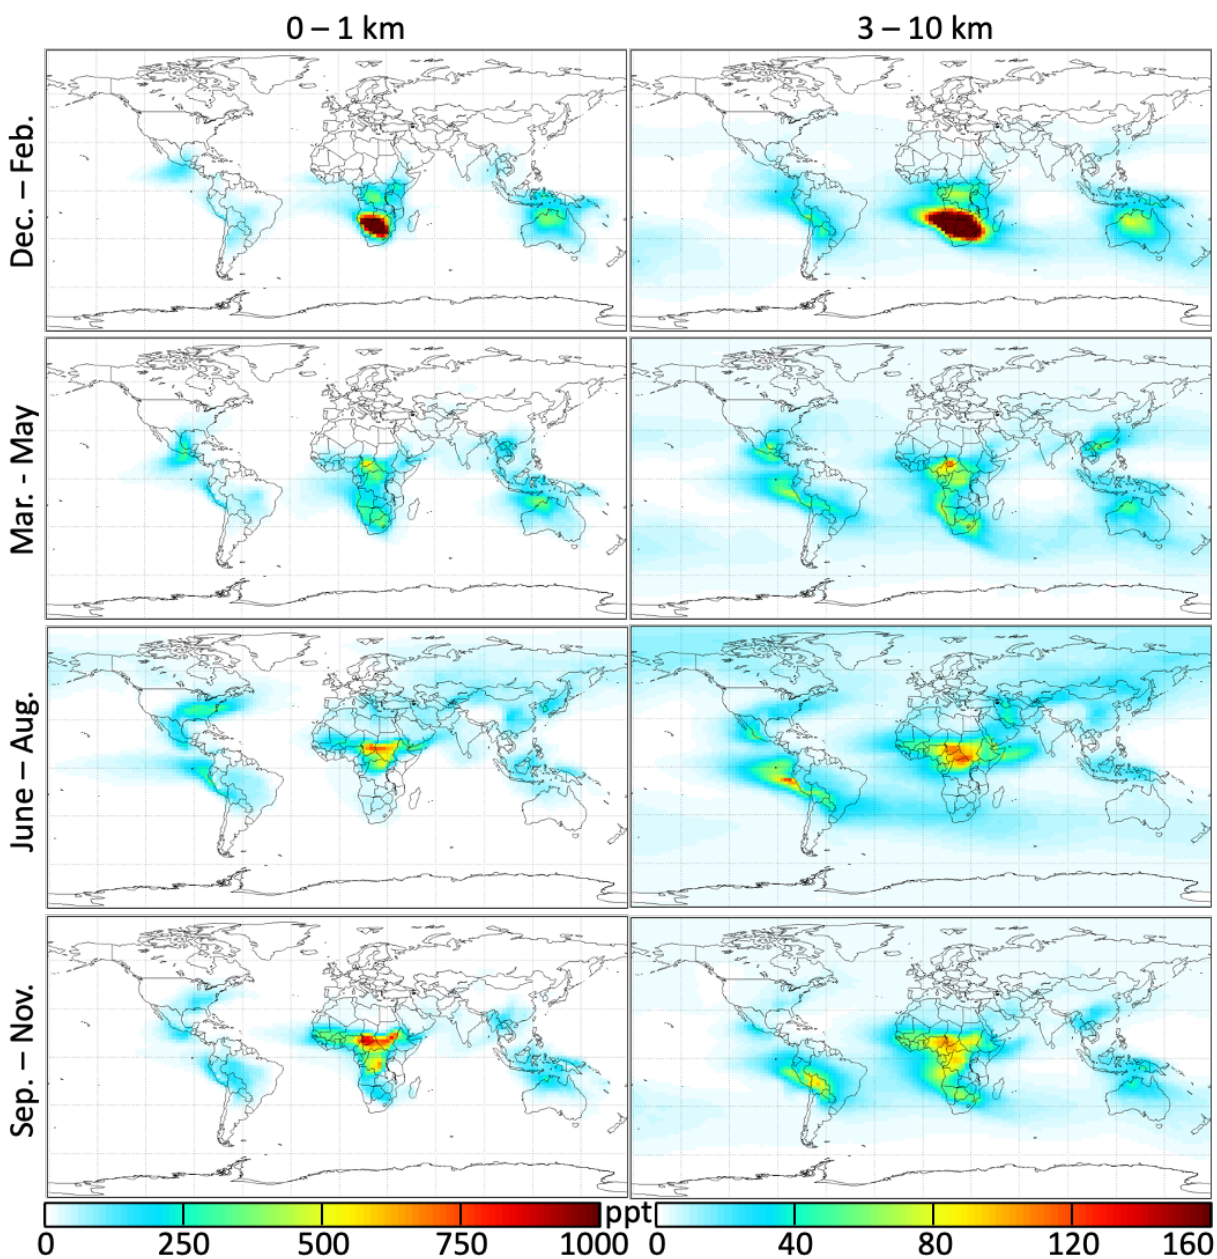 0 – 1 km 3 – 10 km
Dec. – Feb.
Mar. - May
June – Aug.
Sep. – Nov.
0 250 500 750 1000 ppt 0 40 80 120 160